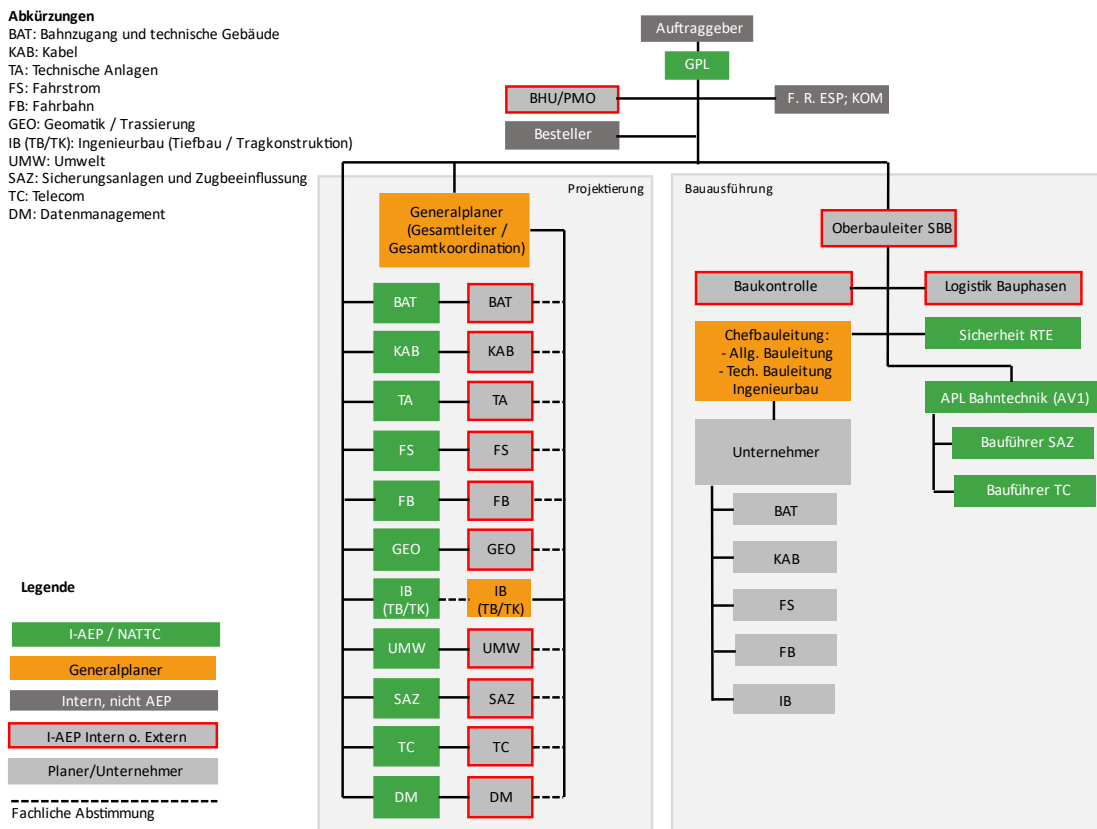 Abkürzungen
BAT: Bahnzugang und technische Gebäude
KAB: Kabel
TA: Technische Anlagen
FS: Fahrstrom
FB: Fahrbahn
GEO: Geomatik / Trassierung
IB (TB/TK): Ingenieurbau (Tiefbau / Tragkonstruktion)
UMW: Umwelt
SAZ: Sicherungsanlagen und Zugbeeinflussung
TC: Telecom
DM: Datenmanagement
Auftraggeber
GPL
BHU/PMO
F. R. ESP; KOM
Besteller
Projektierung
Generalplaner
(Gesamtleiter /
Gesamtkoordination)
BAT
BAT
KAB
KAB
TA
TA
FS
FS
FB
FB
GEO
GEO
IB
(TB/TK)
IB
(TB/TK)
UMW
UMW
SAZ
SAZ
TC
TC
DM
DM
Bauausführung
Oberbauleiter SBB
Baukontrolle
Logistik Bauphasen
Chefbauleitung:
- Allg. Bauleitung
- Tech. Bauleitung
Ingenieurbau
Sicherheit RTE
APL Bahntechnik (AV1)
Bauführer SAZ
Bauführer TC
Unternehmer
BAT
KAB
FS
FB
IB
Legende
I-AEP / NAT-TC
Generalplaner
Intern, nicht AEP
I-AEP Intern o. Extern
Planer/Unternehmer
Fachliche Abstimmung